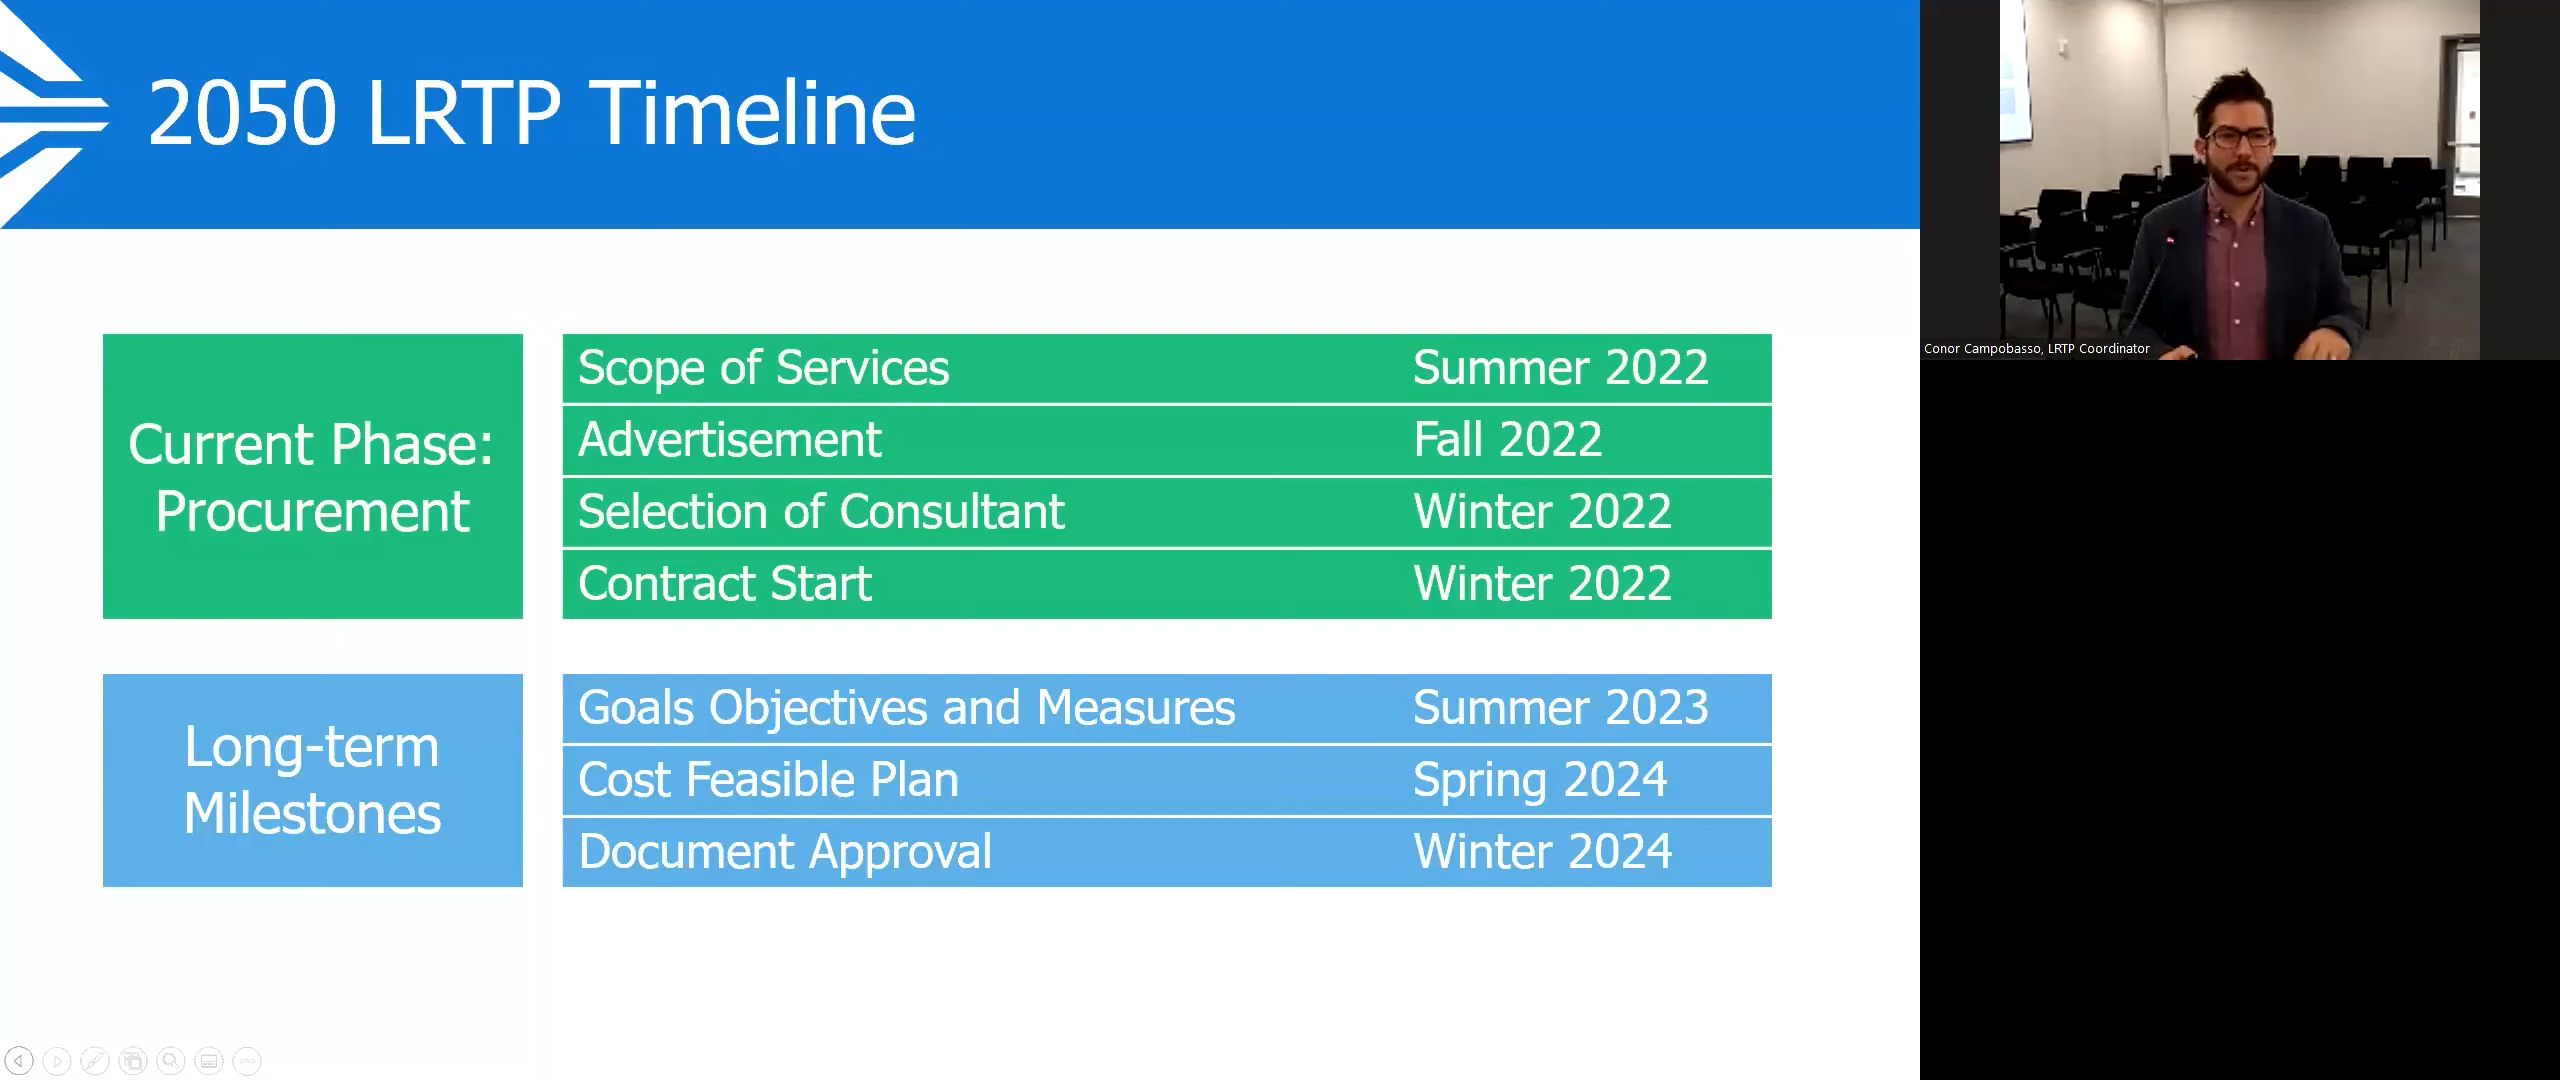 2050 LRTP Timeline
Current Phase:
Procurement
Scope of Services Summer 2022
Advertisement Fall 2022
Selection of Consultant Winter 2022
Contract Start Winter 2022
Long-term
Milestones
Goals Objectives and Measures Summer 2023
Cost Feasible Plan Spring 2024
Document Approval Winter 2024
Conor Campobasso, LRTP Coordinator